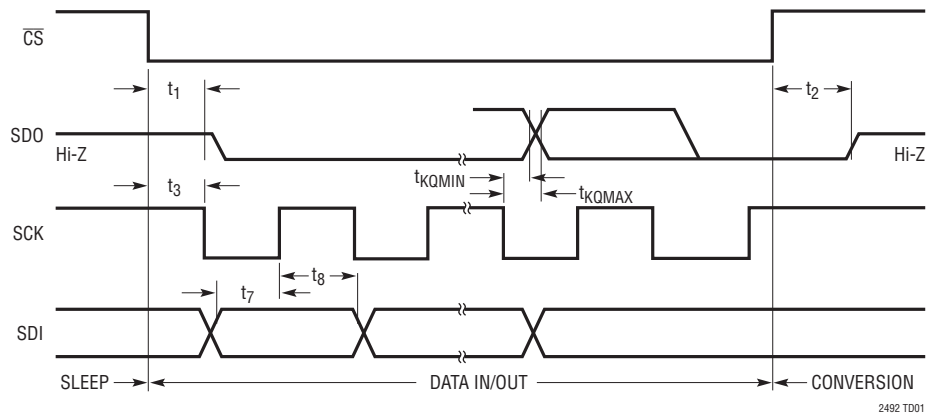 CS
t1
t2
SDO
Hi-Z
Hi-Z
t3
tKQMIN
tKQMAX
SCK
t8
t7
SDI
SLEEP
DATA IN/OUT
CONVERSION
2492 TD01